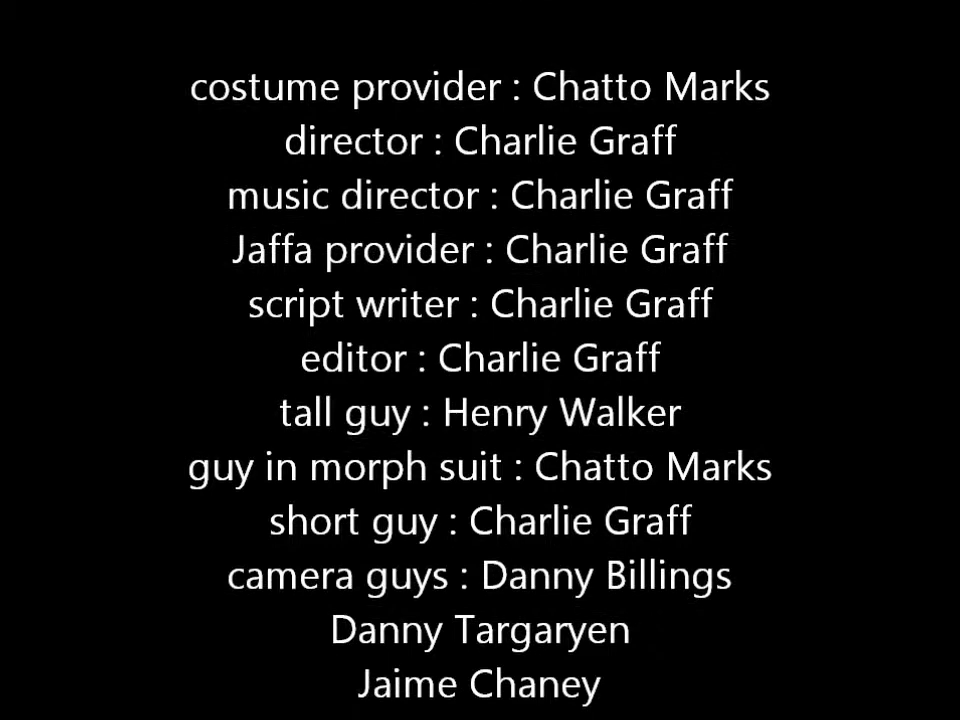 costume provider : Chatto Marks
director : Charlie Graff
music director : Charlie Graff
Jaffa provider : Charlie Graff
script writer : Charlie Graff
editor : Charlie Graff
tall guy : Henry Walker
guy in morph suit : Chatto Marks
short guy : Charlie Graff
camera guys : Danny Billings
Danny Targaryen
Jaime Chaney